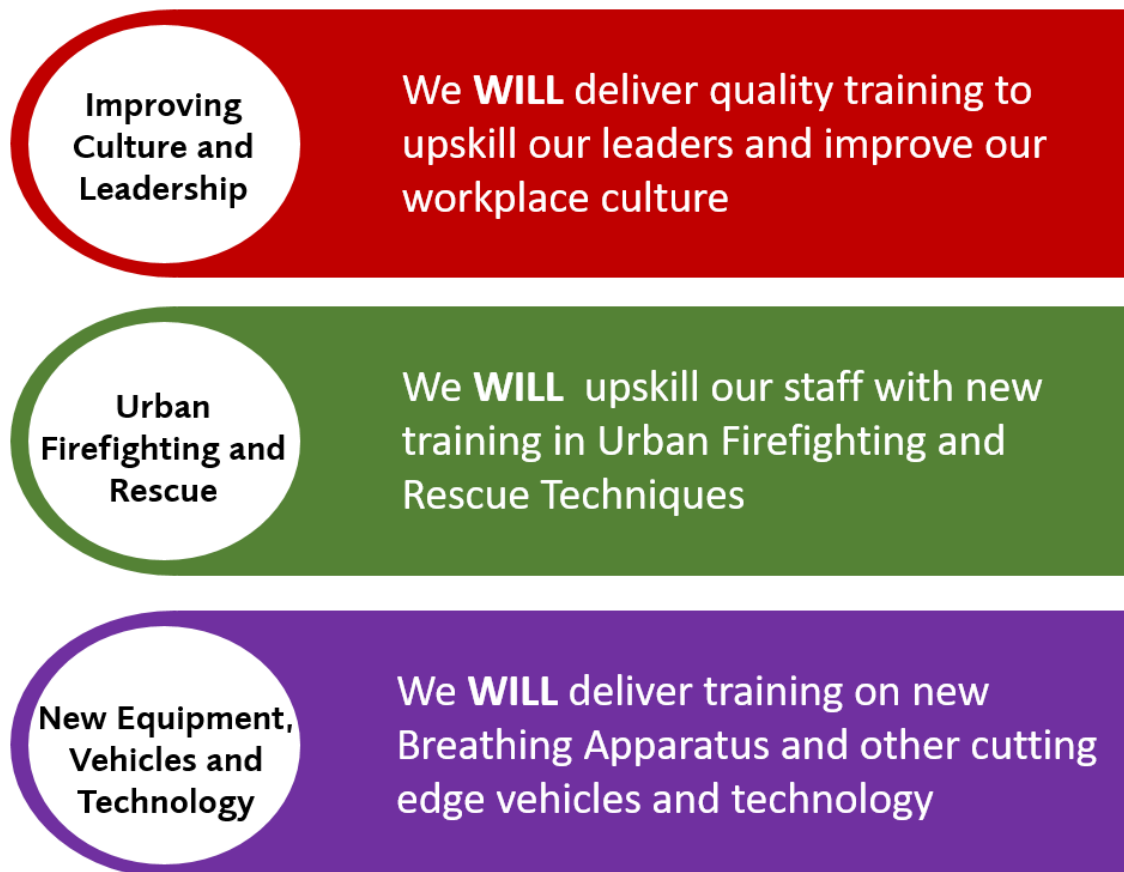 Improving
Culture and
Leadership
We WILL deliver quality training to
upskill our leaders and improve our
workplace culture
Urban
Firefighting and
Rescue
We WILL  upskill our staff with new
training in Urban Firefighting and
Rescue Techniques
New Equipment,
Vehicles and
Technology
We WILL deliver training on new
Breathing Apparatus and other cutting
edge vehicles and technology